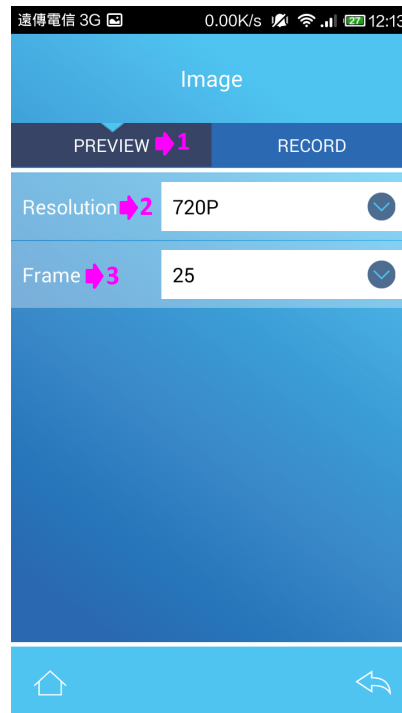 遠傳電信 3G 0.00K/s 27 12:13
Image
PREVIEW 1 RECORD
Resolution 2 720P
Frame 3 25